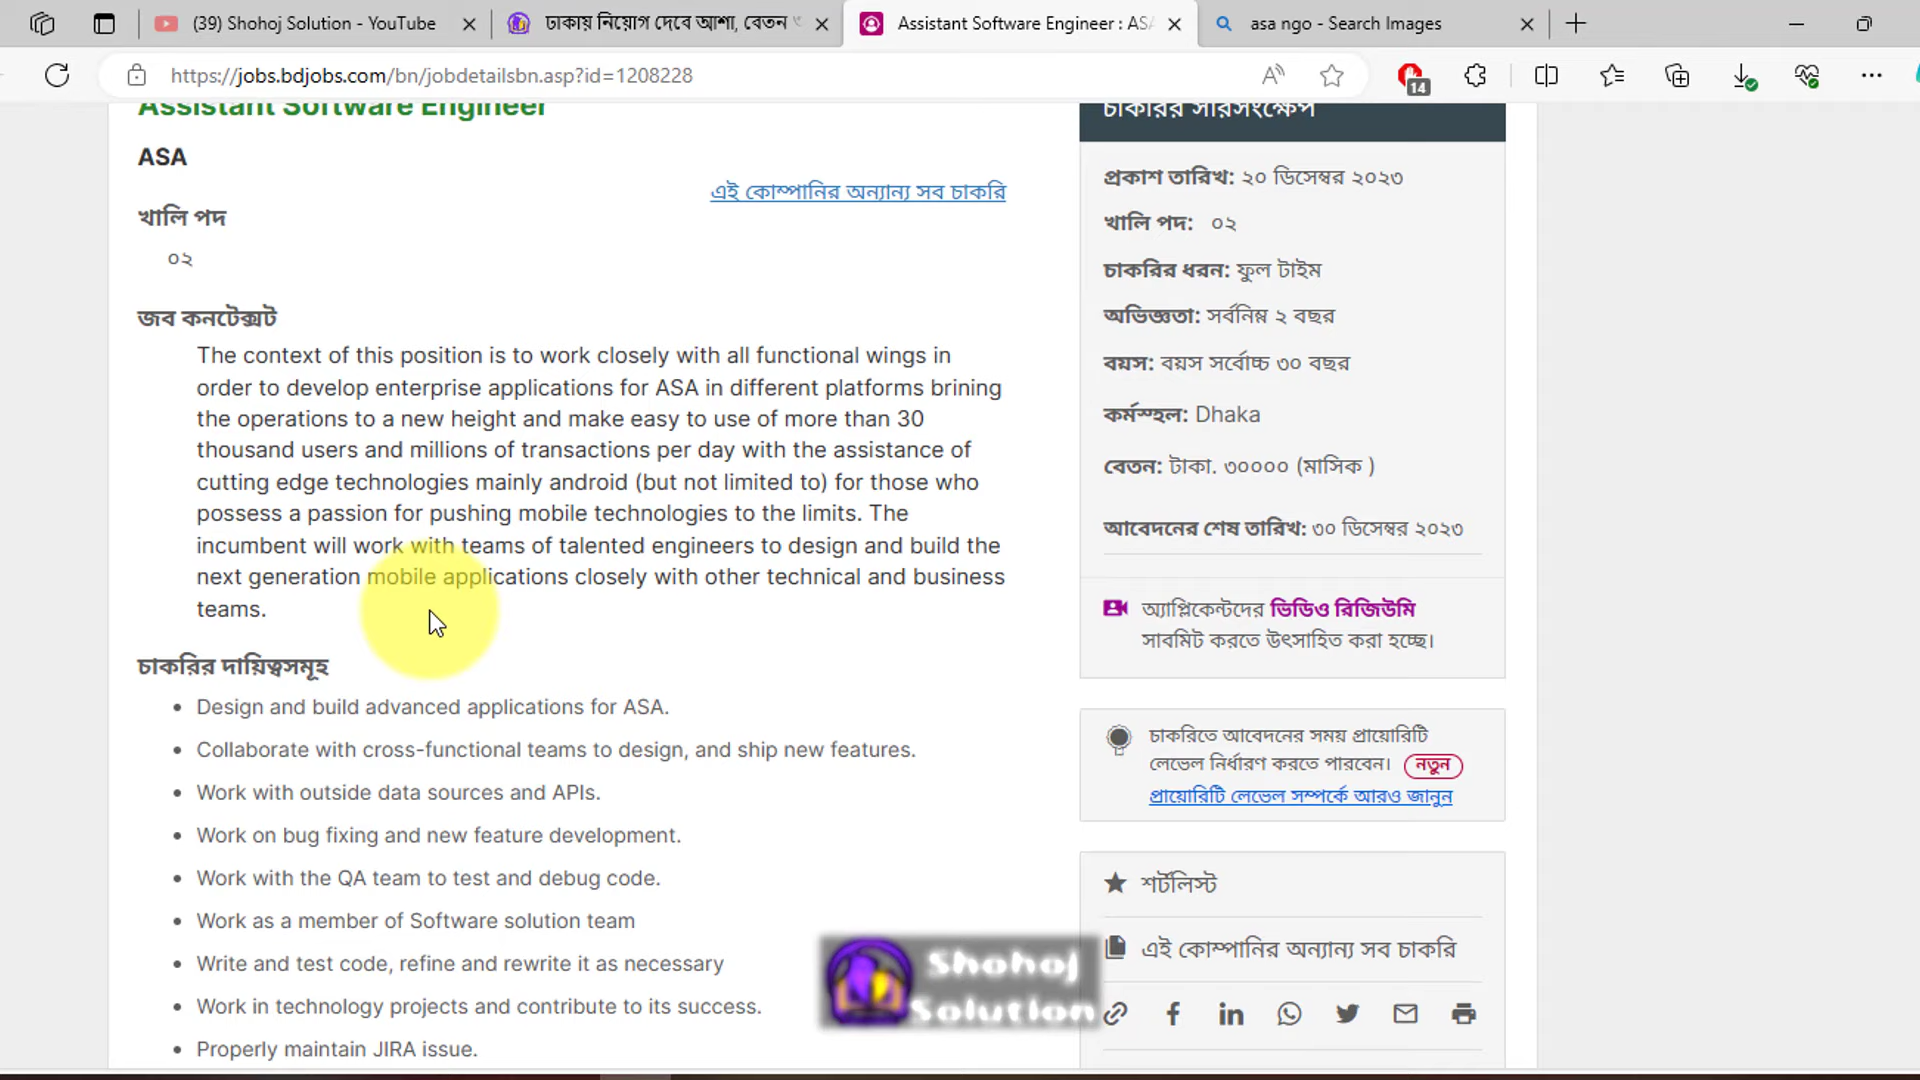 (39) Shohoj Solution - YouTube
ঢাকায় নিয়োগ দেবে আশা, বেতন
Assistant Software Engineer : ASA
asa ngo - Search Images
https://jobs.bdjobs.com/bn/jobdetailsbn.asp?id=1208228
14
Assistant Software Engineer
ASA
এই কোম্পানির অন্যান্য সব চাকরি
খালি পদ
০২
জব কনটেক্সট
The context of this position is to work closely with all functional wings in
order to develop enterprise applications for ASA in different platforms brining
the operations to a new height and make easy to use of more than 30
thousand users and millions of transactions per day with the assistance of
cutting edge technologies mainly android (but not limited to) for those who
possess a passion for pushing mobile technologies to the limits. The
incumbent will work with teams of talented engineers to design and build the
next generation mobile applications closely with other technical and business
teams.
চাকরির দায়িত্বসমূহ
• Design and build advanced applications for ASA.
• Collaborate with cross-functional teams to design, and ship new features.
• Work with outside data sources and APIs.
• Work on bug fixing and new feature development.
• Work with the QA team to test and debug code.
• Work as a member of Software solution team
• Write and test code, refine and rewrite it as necessary
• Work in technology projects and contribute to its success.
• Properly maintain JIRA issue.
চাকরির সারসংক্ষেপ
প্রকাশ তারিখ: ২০ ডিসেম্বর ২০২৩
খালি পদ: ০২
চাকরির ধরন: ফুল টাইম
অভিজ্ঞতা: সর্বনিম্ন ২ বছর
বয়স: বয়স সর্বোচ্চ ৩০ বছর
কর্মস্হল: Dhaka
বেতন: টাকা. ৩০০০০ (মাসিক )
আবেদনের শেষ তারিখ: ৩০ ডিসেম্বর ২০২৩
অ্যাপ্লিকেন্টদের ভিডিও রিজিউমি
সাবমিট করতে উৎসাহিত করা হচ্ছে।
চাকরিতে আবেদনের সময় প্রায়োরিটি
লেভেল নির্ধারণ করতে পারবেন। নতুন
প্রায়োরিটি লেভেল সম্পর্কে আরও জানুন
শর্টলিস্ট
এই কোম্পানির অন্যান্য সব চাকরি
Shohoj
Solution